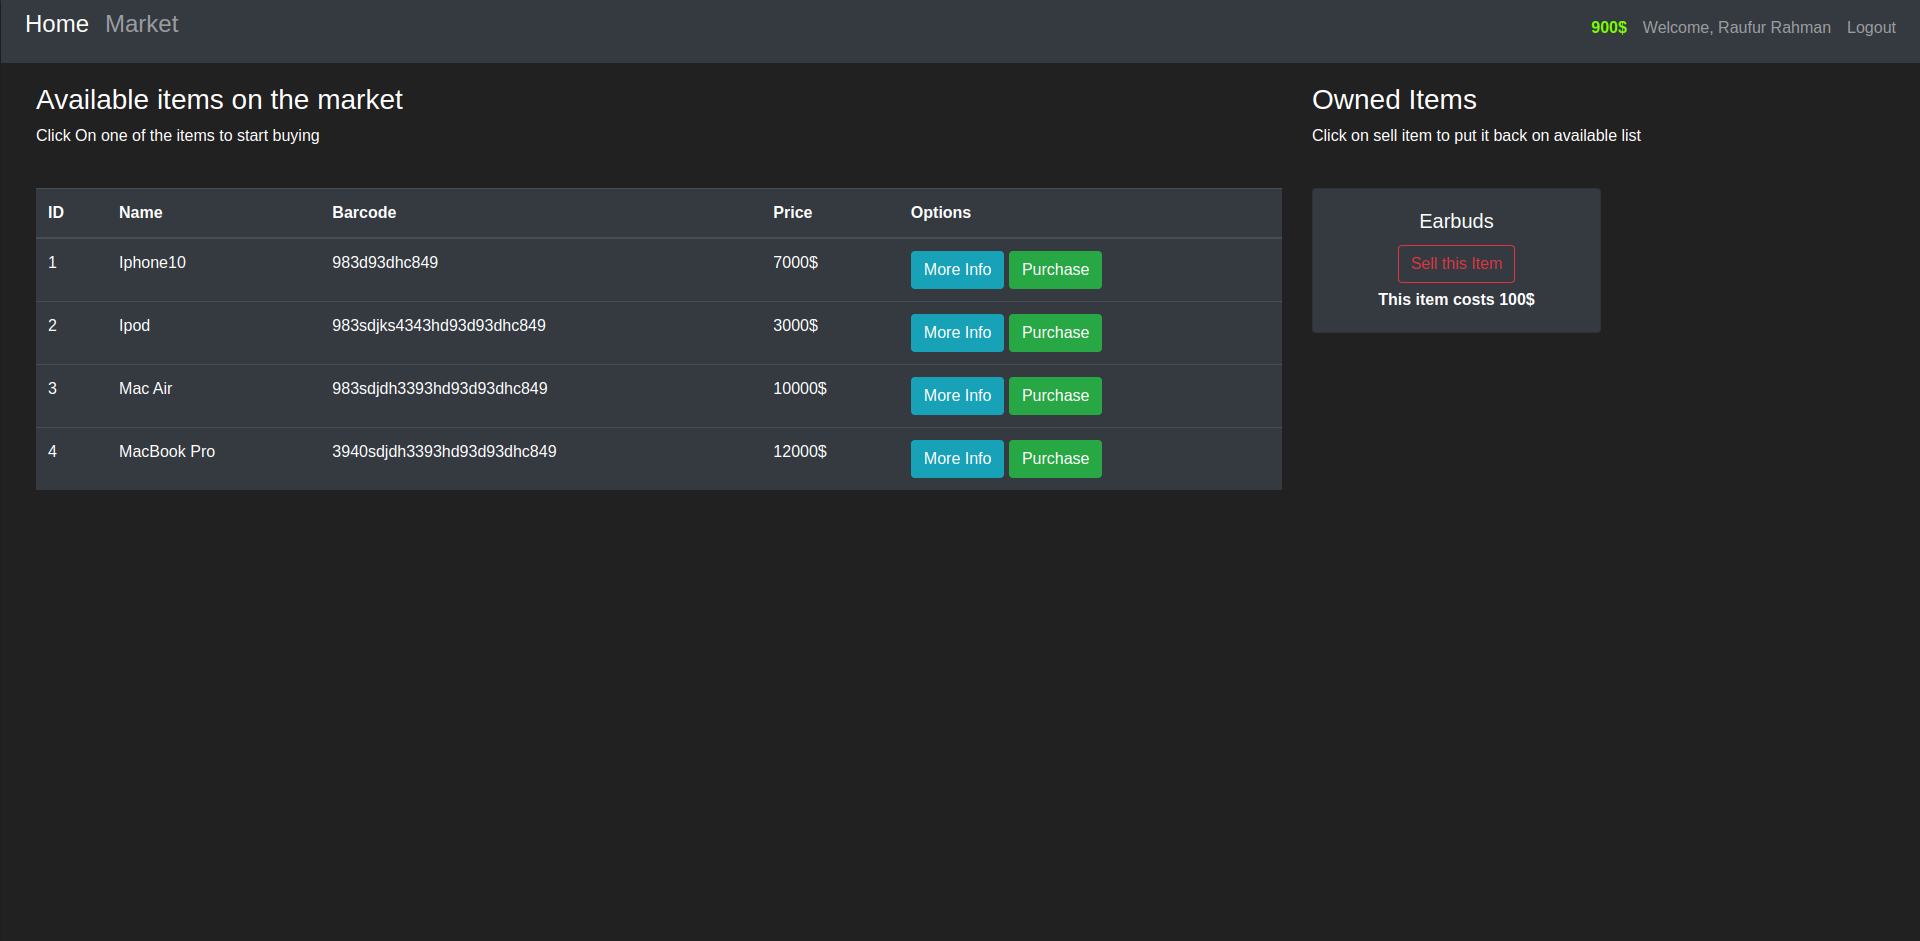 Home Market 900$ Welcome, Raufur Rahman Logout
Available items on the market
Click On one of the items to start buying
ID Name Barcode Price Options
1 Iphone10 983d93dhc849 7000$ More Info Purchase
2 Ipod 983sdjks4343hd93d93dhc849 3000$ More Info Purchase
3 Mac Air 983sdjdh3393hd93d93dhc849 10000$ More Info Purchase
4 MacBook Pro 3940sdjdh3393hd93d93dhc849 12000$ More Info Purchase
Owned Items
Click on sell item to put it back on available list
Earbuds
Sell this Item
This item costs 100$